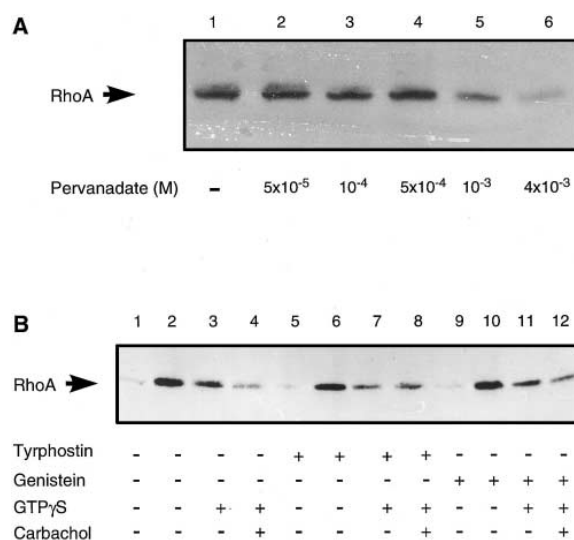 A
1 2 3 4 5 6
RhoA
Pervanadate (M) - 5x10⁻⁵ 10⁻⁴ 5x10⁻⁴ 10⁻³ 4x10⁻³
B
1 2 3 4 5 6 7 8 9 10 11 12
RhoA
Tyrphostin - - - - + + + + - - - -
Genistein - - - - - - - - + + + +
GTPγS - - + + - - + + - - + +
Carbachol - - - + - - - + - - - +